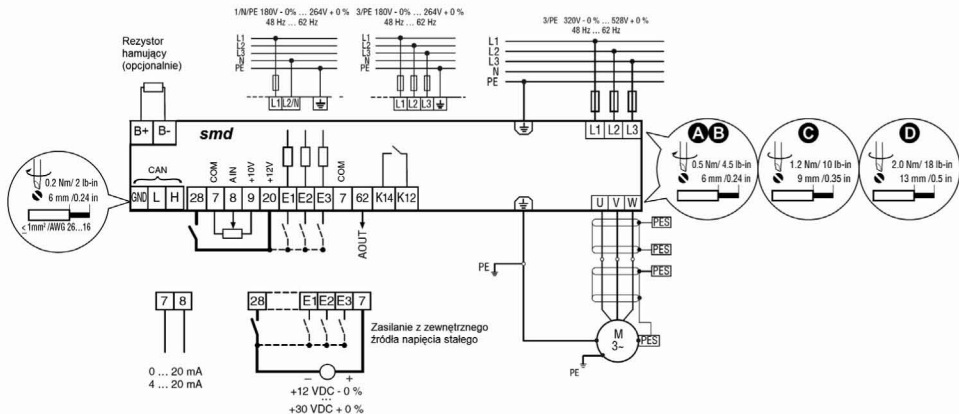 1/N/PE 180V - 0% ... 264V + 0 %
48 Hz ... 62 Hz
3/PE 180V - 0% ... 264V + 0 %
48 Hz ... 62 Hz
3/PE 320V - 0 % ... 528V + 0 %
48 Hz ... 62 Hz
L1
L2
L3
N
PE
L1 L2/N
L1
L2
L3
N
PE
L1 L2 L3
L1
L2
L3
N
PE
Rezystor
hamujący
(opcjonalnie)
B+ B-
smd
L1 L2 L3
CAN
GND L H
COM
A IN
+10V
+12V
COM
28 7 8 9 20 E1 E2 E3 7 62 K14 K12
AOUT
U V W
0.2 Nm/ 2 lb-in
6 mm /0.24 in
≤ 1mm² /AWG 26...16
A B
0.5 Nm/ 4.5 lb-in
6 mm /0.24 in
C
1.2 Nm/ 10 lb-in
9 mm /0.35 in
D
2.0 Nm/ 18 lb-in
13 mm /0.5 in
PES
PES
PES
PES
PE
PE
M
3~
7 8
0 ... 20 mA
4 ... 20 mA
28 E1 E2 E3 7
Zasilanie z zewnętrznego
źródła napięcia stałego
– +
+12 VDC - 0 %
...
+30 VDC + 0 %